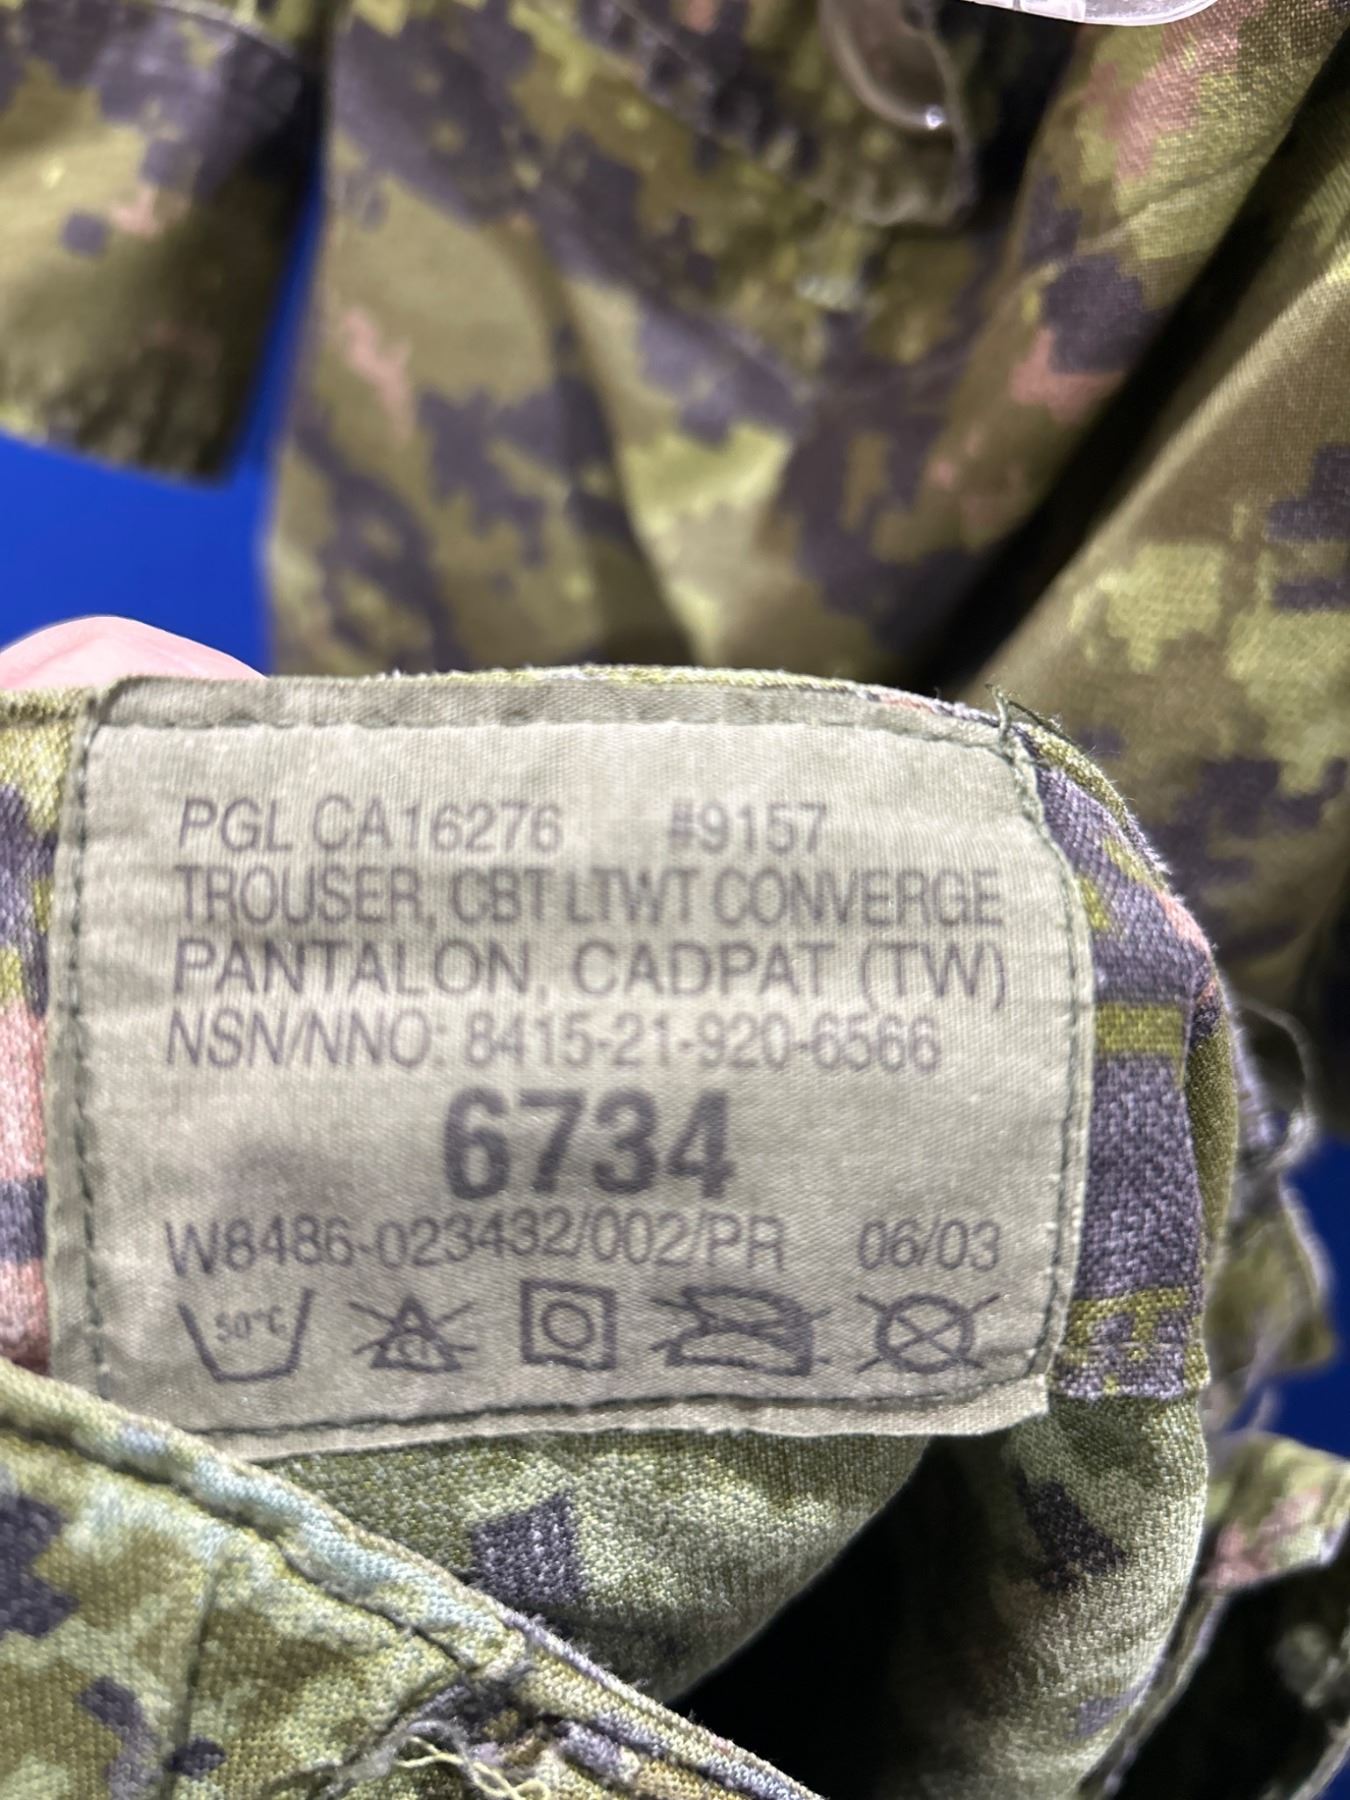 PGL CA16276 #9157
TROUSER, CBT LTWT CONVERGE
PANTALON, CADPAT (TW)
NSN/NNO: 8415-21-920-6566
6734
W8486-023432/002/PR 06/03
50°C